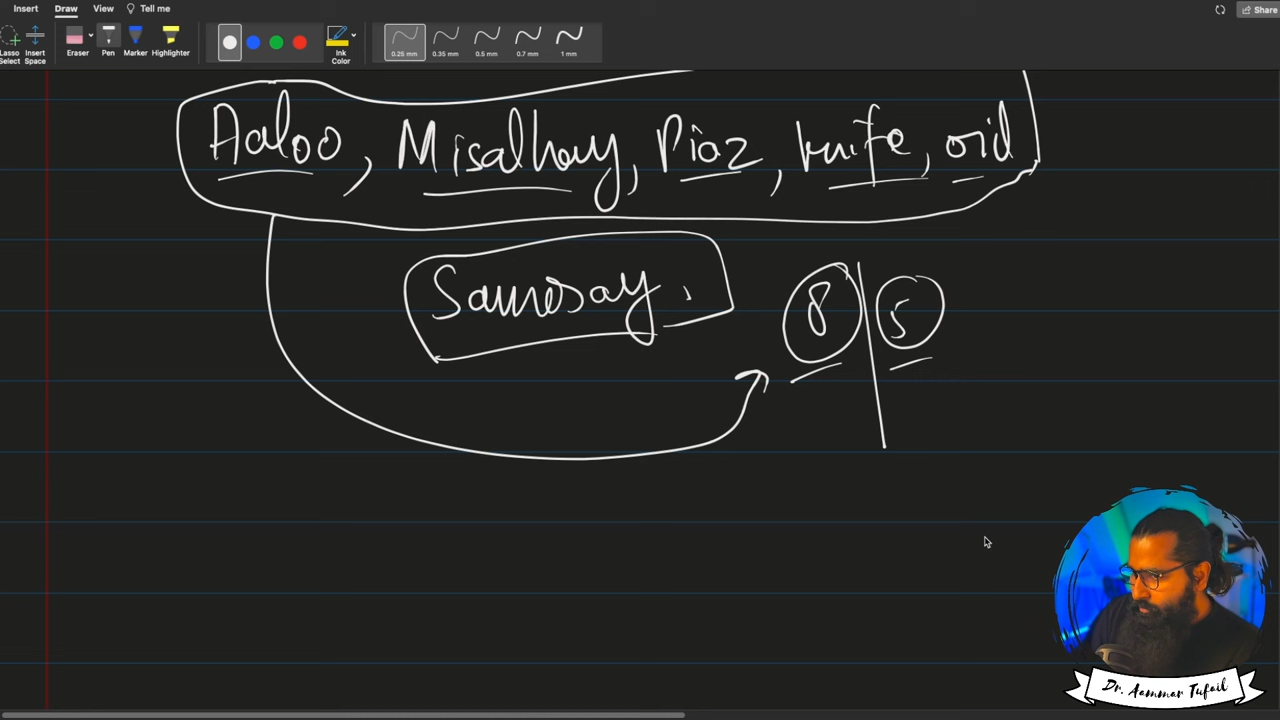 Insert Draw View Tell me Share
Lasso Select Insert Space Eraser Pen Marker Highlighter Ink Color 0.25 mm 0.35 mm 0.5 mm 0.7 mm 1 mm
Aaloo, Misalhay, Piaz, knife, oil
Samosay.
8 5
Dr. Aammar Tufail